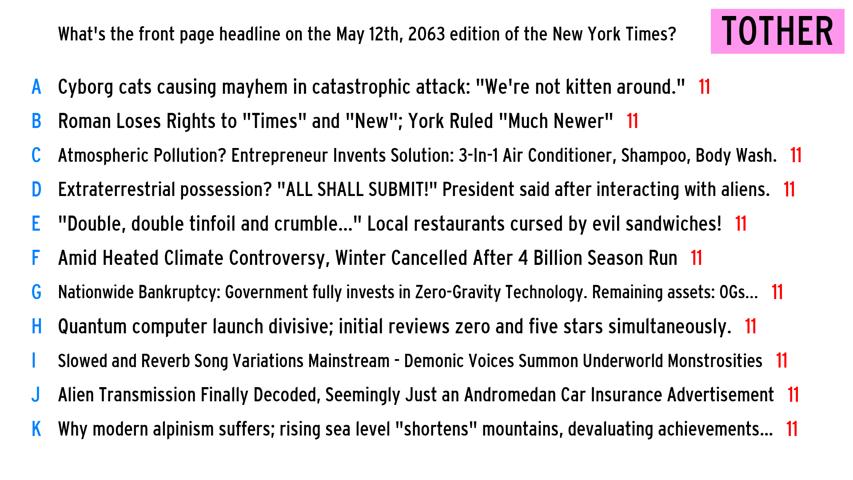 What's the front page headline on the May 12th, 2063 edition of the New York Times?
TOTHER
A Cyborg cats causing mayhem in catastrophic attack: "We're not kitten around." 11
B Roman Loses Rights to "Times" and "New"; York Ruled "Much Newer" 11
C Atmospheric Pollution? Entrepreneur Invents Solution: 3-In-1 Air Conditioner, Shampoo, Body Wash. 11
D Extraterrestrial possession? "ALL SHALL SUBMIT!" President said after interacting with aliens. 11
E "Double, double tinfoil and crumble..." Local restaurants cursed by evil sandwiches! 11
F Amid Heated Climate Controversy, Winter Cancelled After 4 Billion Season Run 11
G Nationwide Bankruptcy: Government fully invests in Zero-Gravity Technology. Remaining assets: 0Gs... 11
H Quantum computer launch divisive; initial reviews zero and five stars simultaneously. 11
I Slowed and Reverb Song Variations Mainstream - Demonic Voices Summon Underworld Monstrosities 11
J Alien Transmission Finally Decoded, Seemingly Just an Andromedan Car Insurance Advertisement 11
K Why modern alpinism suffers; rising sea level "shortens" mountains, devaluating achievements... 11